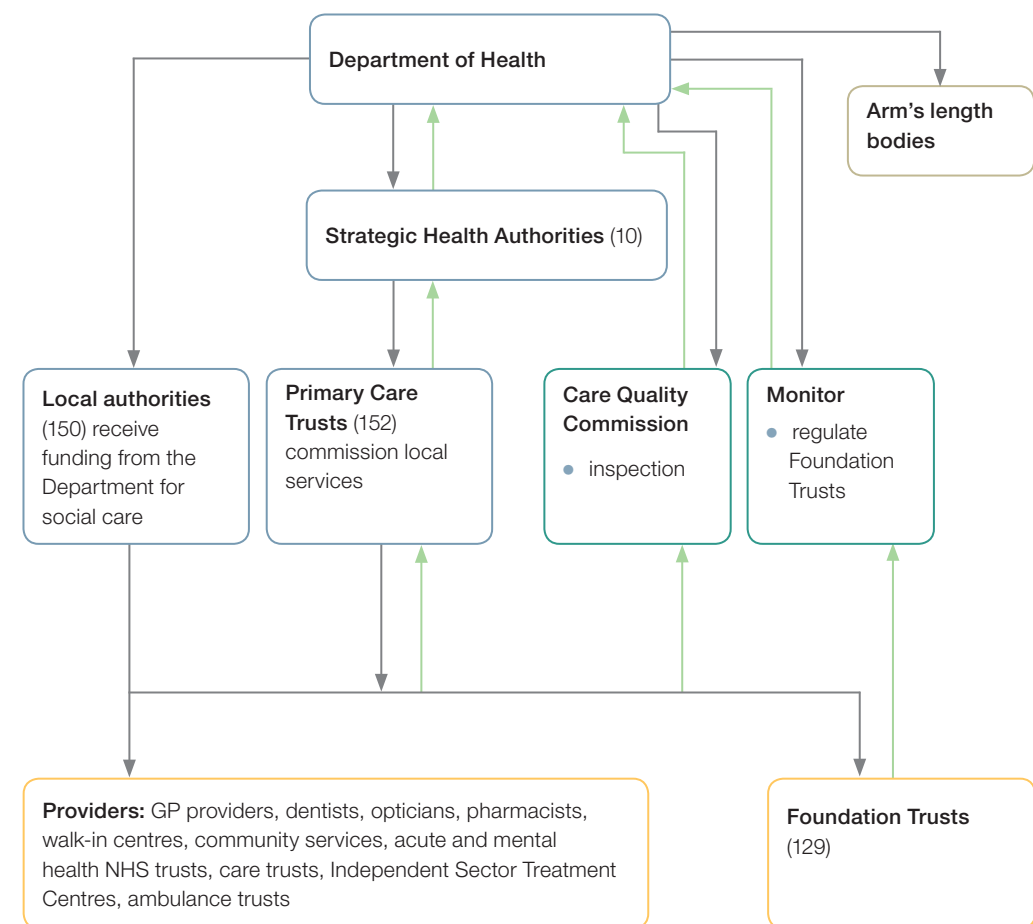 Department of Health
Arm's length
bodies
Strategic Health Authorities (10)
Local authorities
(150) receive
funding from the
Department for
social care
Primary Care
Trusts (152)
commission local
services
Care Quality
Commission
• inspection
Monitor
• regulate
Foundation
Trusts
Providers: GP providers, dentists, opticians, pharmacists,
walk-in centres, community services, acute and mental
health NHS trusts, care trusts, Independent Sector Treatment
Centres, ambulance trusts
Foundation Trusts
(129)